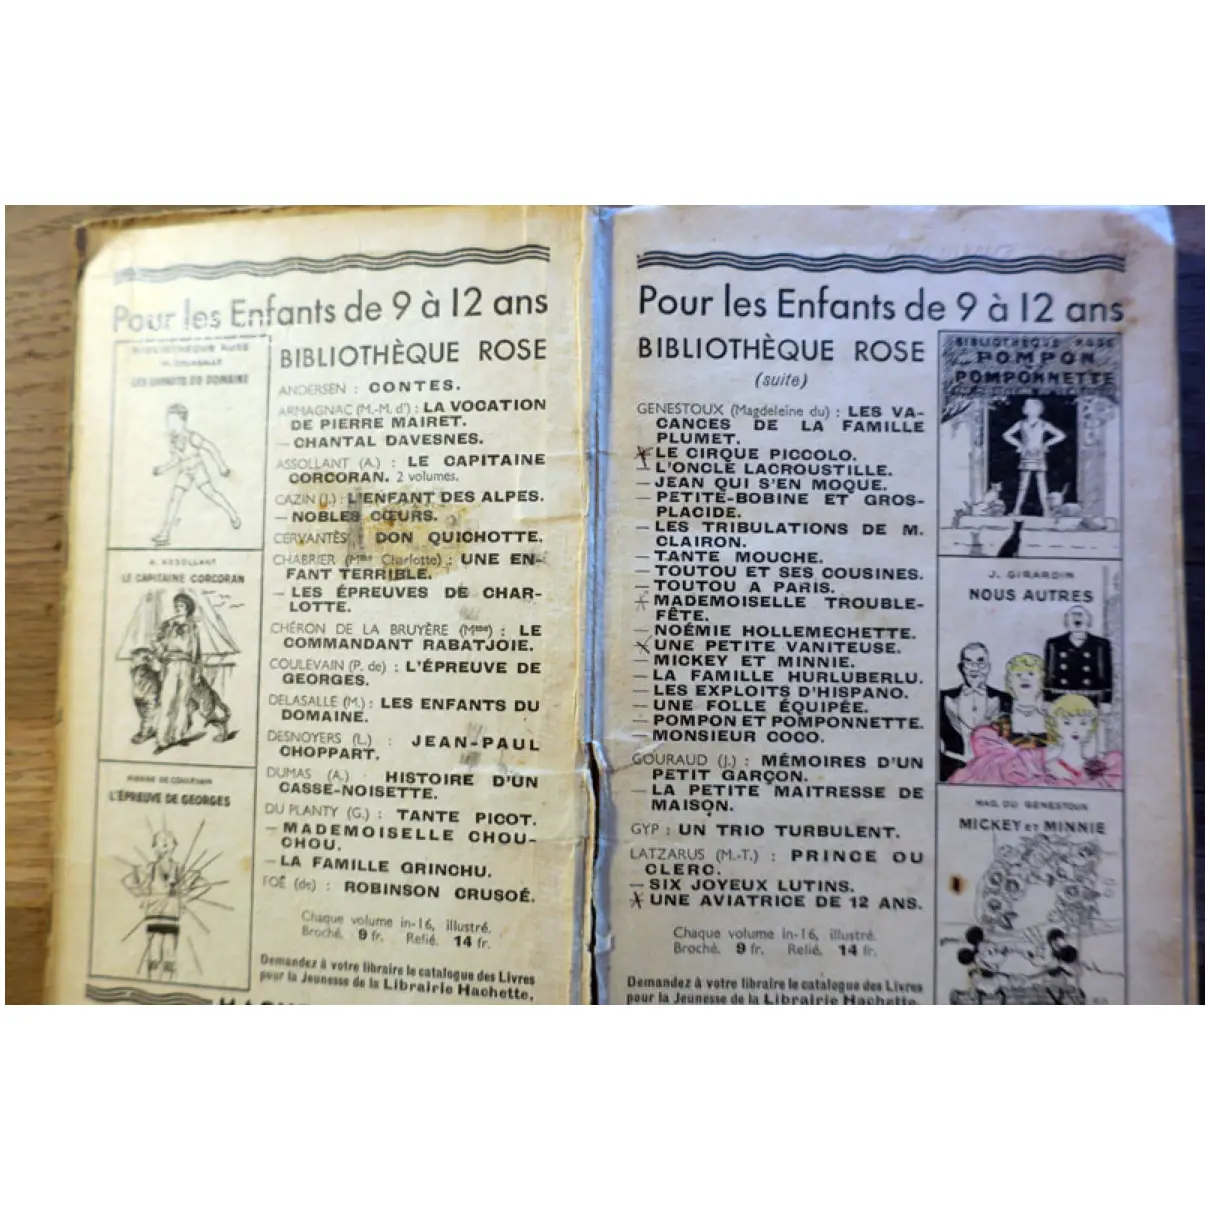 Pour les Enfants de 9 à 12 ans
BIBLIOTHÈQUE ROSE
M. DELASALLE
LES ENFANTS DU DOMAINE
A. ASSOLLANT
LE CAPITAINE CORCORAN
PIERRE DE COULEVAIN
L'ÉPREUVE DE GEORGES
BIBLIOTHÈQUE ROSE
ANDERSEN : CONTES.
ARMAGNAC (M.-M. d') : LA VOCATION
DE PIERRE MAIRET.
— CHANTAL DAVESNES.
ASSOLLANT (A.) : LE CAPITAINE
CORCORAN. 2 volumes.
CAZIN (J.) : L'ENFANT DES ALPES.
— NOBLES CŒURS.
CERVANTÈS : DON QUICHOTTE.
CHABRIER (Mme Charlotte) : UNE EN-
FANT TERRIBLE.
— LES ÉPREUVES DE CHAR-
LOTTE.
CHÉRON DE LA BRUYÈRE (Mme) : LE
COMMANDANT RABATJOIE.
COULEVAIN (P. de) : L'ÉPREUVE DE
GEORGES.
DELASALLE (M.) : LES ENFANTS DU
DOMAINE.
DESNOYERS (L.) : JEAN-PAUL
CHOPPART.
DUMAS (A.) : HISTOIRE D'UN
CASSE-NOISETTE.
DU PLANTY (G.) : TANTE PICOT.
— MADEMOISELLE CHOU-
CHOU.
— LA FAMILLE GRINCHU.
FOË (de) : ROBINSON CRUSOÉ.
Chaque volume in-16, illustré.
Broché. 9 fr. Relié. 14 fr.
Demandez à votre libraire le catalogue des Livres
pour la Jeunesse de la Librairie Hachette,
Pour les Enfants de 9 à 12 ans
BIBLIOTHÈQUE ROSE
(suite)
GENESTOUX (Magdeleine du) : LES VA-
CANCES DE LA FAMILLE
PLUMET.
— LE CIRQUE PICCOLO.
— L'ONCLE LACROUSTILLE.
— JEAN QUI S'EN MOQUE.
— PETITE-BOBINE ET GROS-
PLACIDE.
— LES TRIBULATIONS DE M.
CLAIRON.
— TANTE MOUCHE.
— TOUTOU ET SES COUSINES.
— TOUTOU A PARIS.
— MADEMOISELLE TROUBLE-
FÊTE.
— NOÉMIE HOLLEMECHETTE.
— UNE PETITE VANITEUSE.
— MICKEY ET MINNIE.
— LA FAMILLE HURLUBERLU.
— LES EXPLOITS D'HISPANO.
— UNE FOLLE ÉQUIPÉE.
— POMPON ET POMPONNETTE.
— MONSIEUR COCO.
GOURAUD (J.) : MÉMOIRES D'UN
PETIT GARÇON.
— LA PETITE MAITRESSE DE
MAISON.
GYP : UN TRIO TURBULENT.
LATZARUS (M.-T.) : PRINCE OU
CLERC.
— SIX JOYEUX LUTINS.
— UNE AVIATRICE DE 12 ANS.
Chaque volume in-16, illustré.
Broché. 9 fr. Relié. 14 fr.
Demandez à votre libraire le catalogue des Livres
pour la Jeunesse de la Librairie Hachette.
BIBLIOTHÈQUE ROSE
POMPON
POMPONNETTE
J. GIRARDIN
NOUS AUTRES
MAG. DU GENESTOUX
MICKEY ET MINNIE